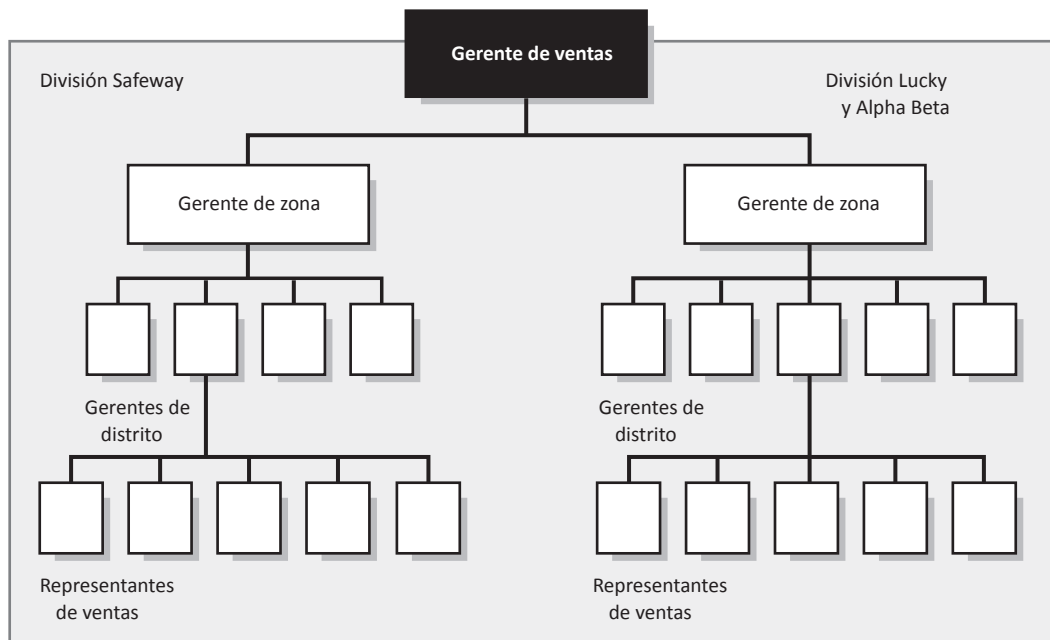 Gerente de ventas
División Safeway
División Lucky
y Alpha Beta
Gerente de zona
Gerente de zona
Gerentes de
distrito
Gerentes de
distrito
Representantes
de ventas
Representantes
de ventas